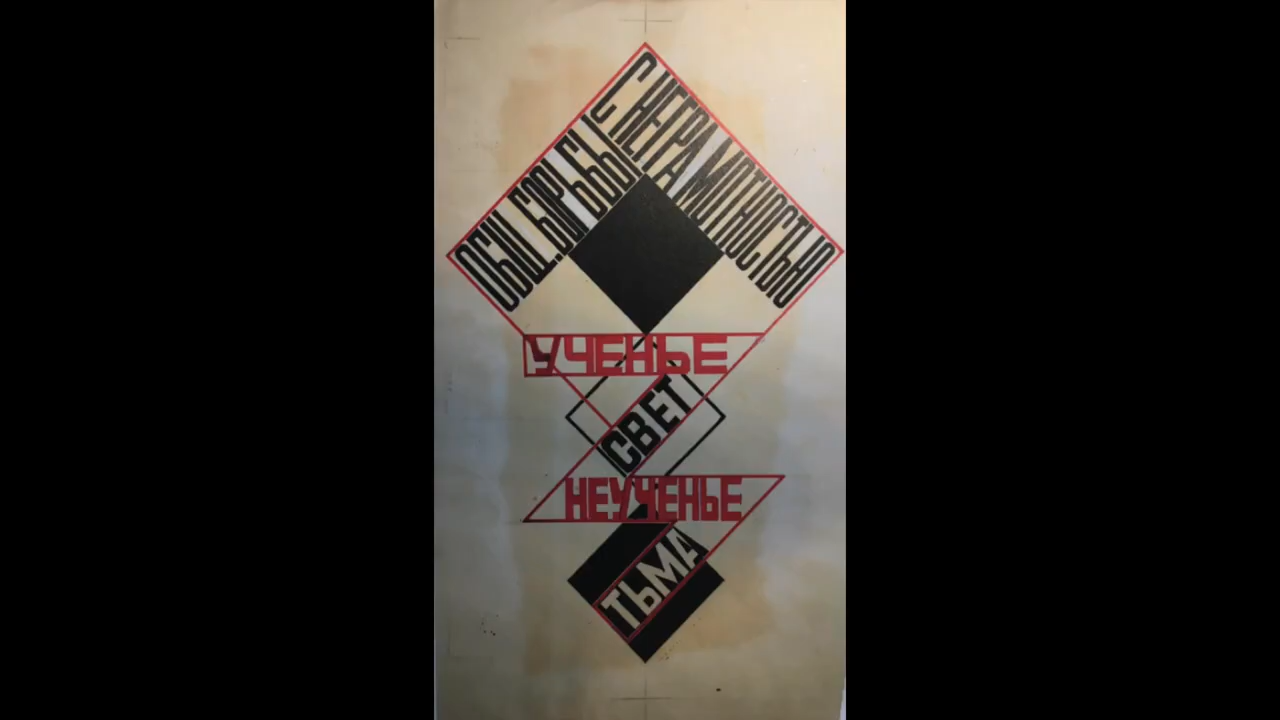 ОБЩ. БОРЬБЫ
С НЕГРАМОТНОСТЬЮ
УЧЕНЬЕ
СВЕТ
НЕУЧЕНЬЕ
ТЬМА